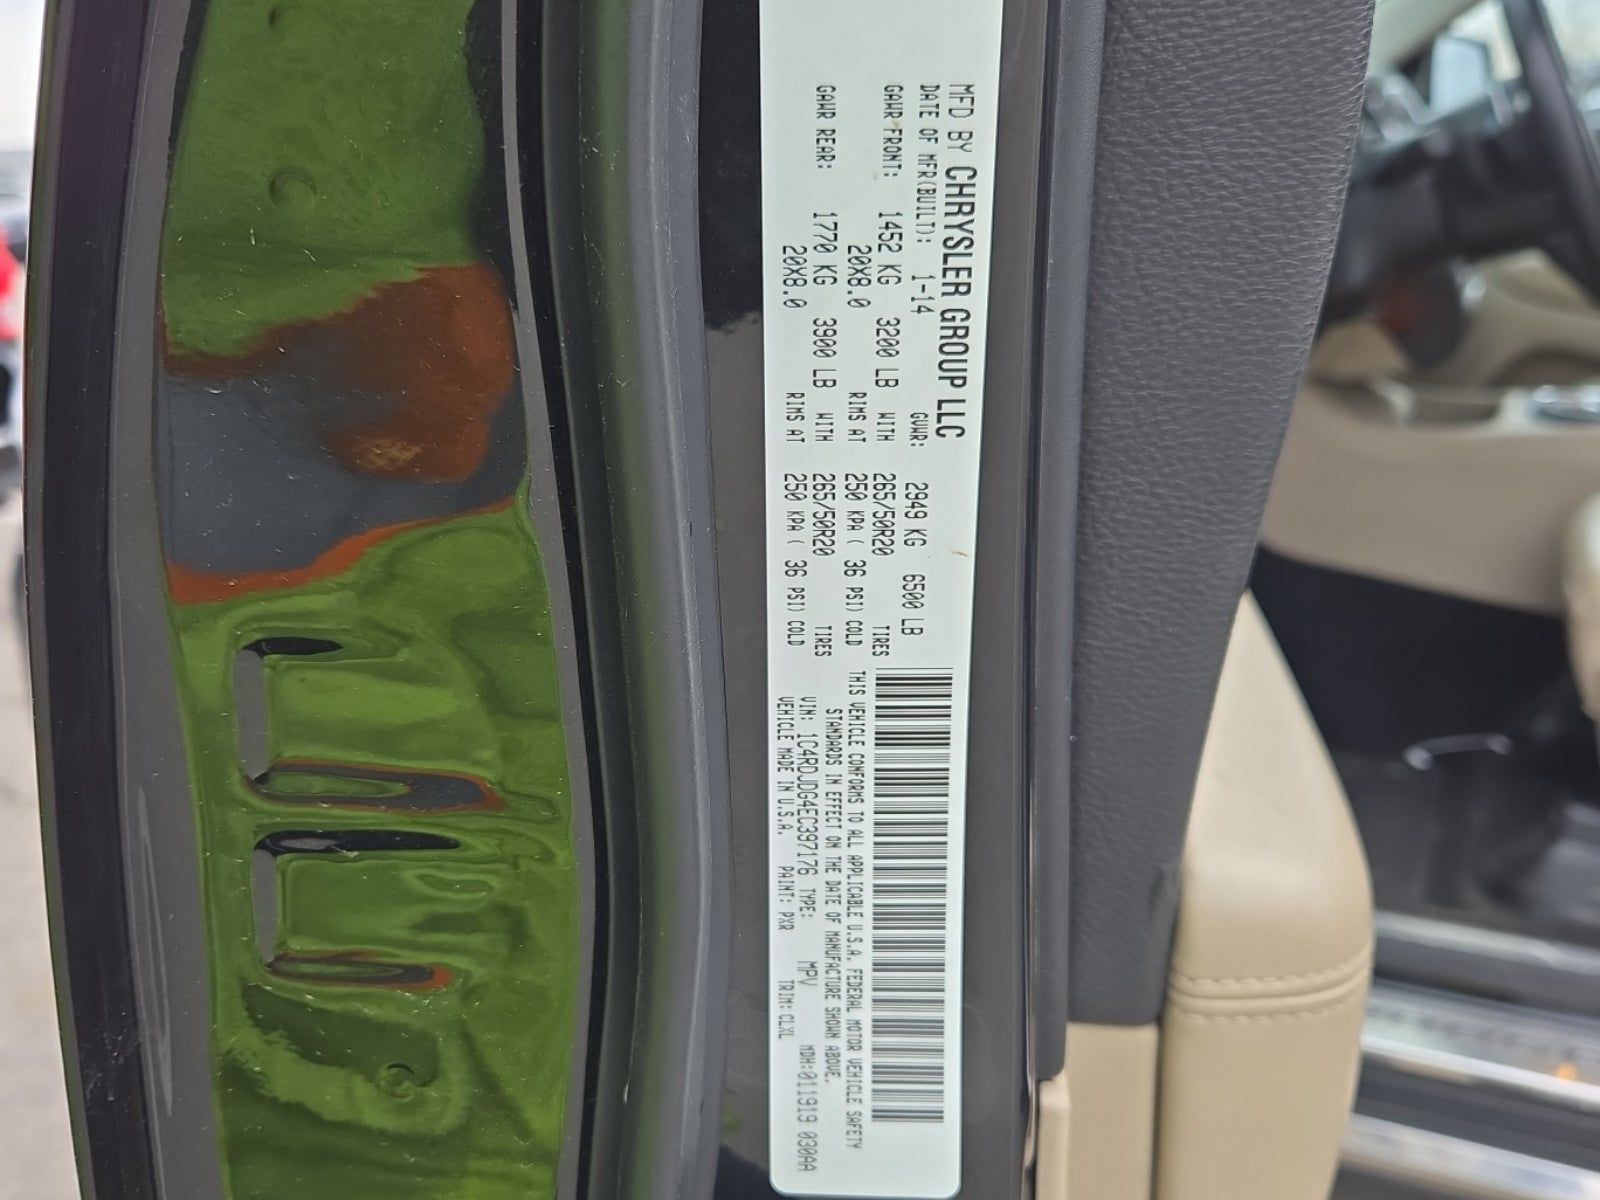 MFD BY CHRYSLER GROUP LLC
DATE OF MFR(BUILT): 1-14 GVWR: 2949 KG 6500 LB
GAWR FRONT: 1452 KG 3200 LB WITH 265/50R20 TIRES
20X8.0 RIMS AT 250 KPA ( 36 PSI) COLD
GAWR REAR: 1770 KG 3900 LB WITH 265/50R20 TIRES
20X8.0 RIMS AT 250 KPA ( 36 PSI) COLD
THIS VEHICLE CONFORMS TO ALL APPLICABLE U.S.A. FEDERAL MOTOR VEHICLE SAFETY
STANDARDS IN EFFECT ON THE DATE OF MANUFACTURE SHOWN ABOVE.
VIN: 1C4RDJDG4EC397176 TYPE: MPV MDH:011919 030AA
VEHICLE MADE IN U.S.A. PAINT: PXR TRIM: CLXL